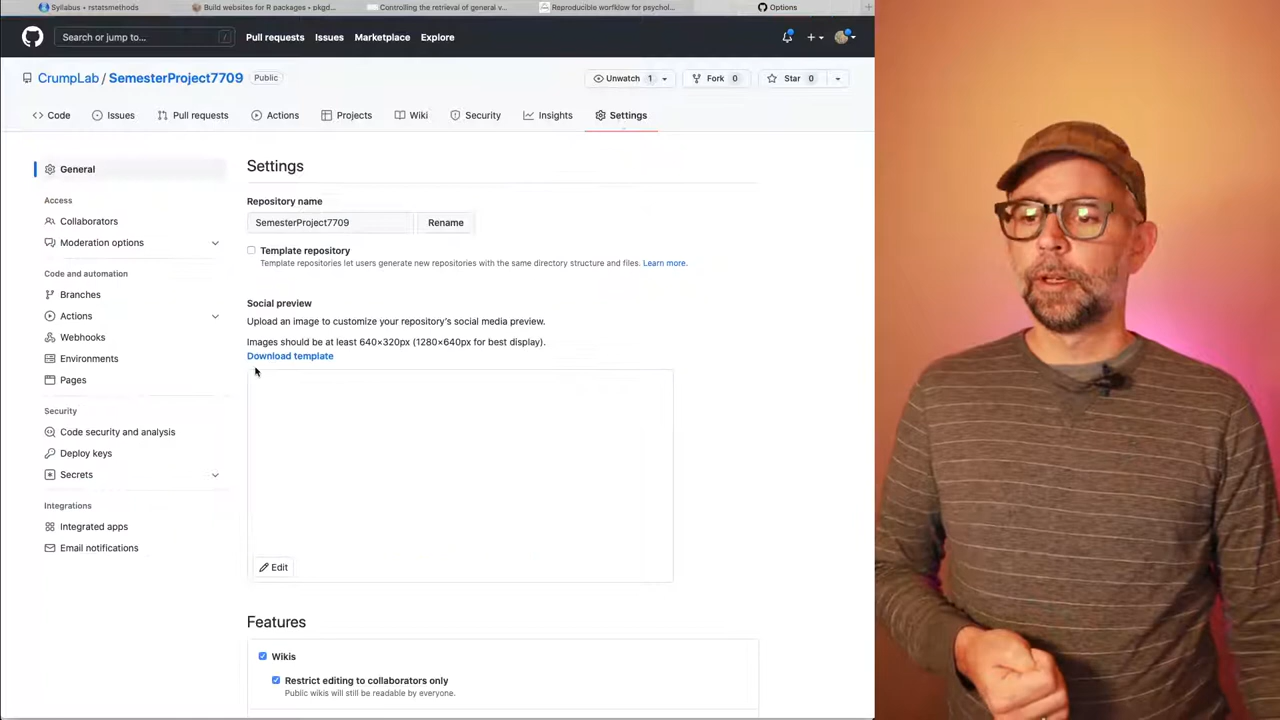 Syllabus • rstatsmethods
Build websites for R packages • pkgd...
Controlling the retrieval of general v...
Reproducible worfklow for psychol...
Options
Search or jump to...
/
Pull requests
Issues
Marketplace
Explore
CrumpLab / SemesterProject7709
Public
Unwatch 1
Fork 0
Star 0
Code
Issues
Pull requests
Actions
Projects
Wiki
Security
Insights
Settings
General
Access
Collaborators
Moderation options
Code and automation
Branches
Actions
Webhooks
Environments
Pages
Security
Code security and analysis
Deploy keys
Secrets
Integrations
Integrated apps
Email notifications
Settings
Repository name
SemesterProject7709
Rename
Template repository
Template repositories let users generate new repositories with the same directory structure and files. Learn more.
Social preview
Upload an image to customize your repository's social media preview.
Images should be at least 640×320px (1280×640px for best display).
Download template
Edit
Features
Wikis
Restrict editing to collaborators only
Public wikis will still be readable by everyone.